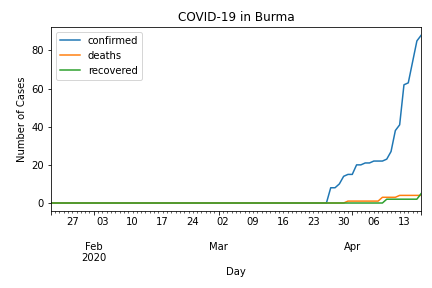 COVID-19 in Burma
confirmed
deaths
recovered
Number of Cases
80
60
40
20
0
27 03 10 17 24 02 09 16 23 30 06 13
Feb Mar Apr
2020
Day